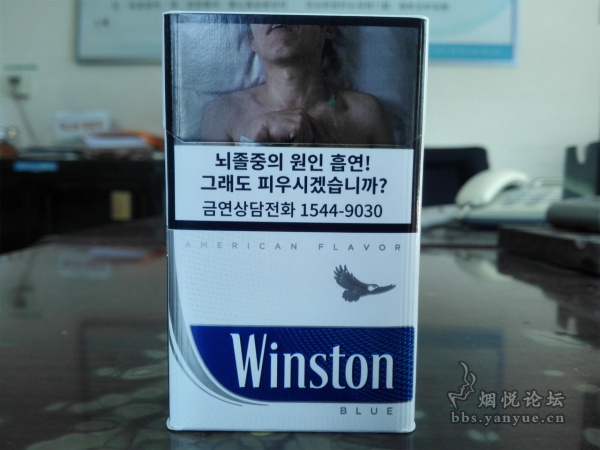 뇌졸중의 원인 흡연!
그래도 피우시겠습니까?
금연상담전화 1544-9030
AMERICAN FLAVOR
Winston
BLUE
烟悦论坛
bbs.yanyue.cn